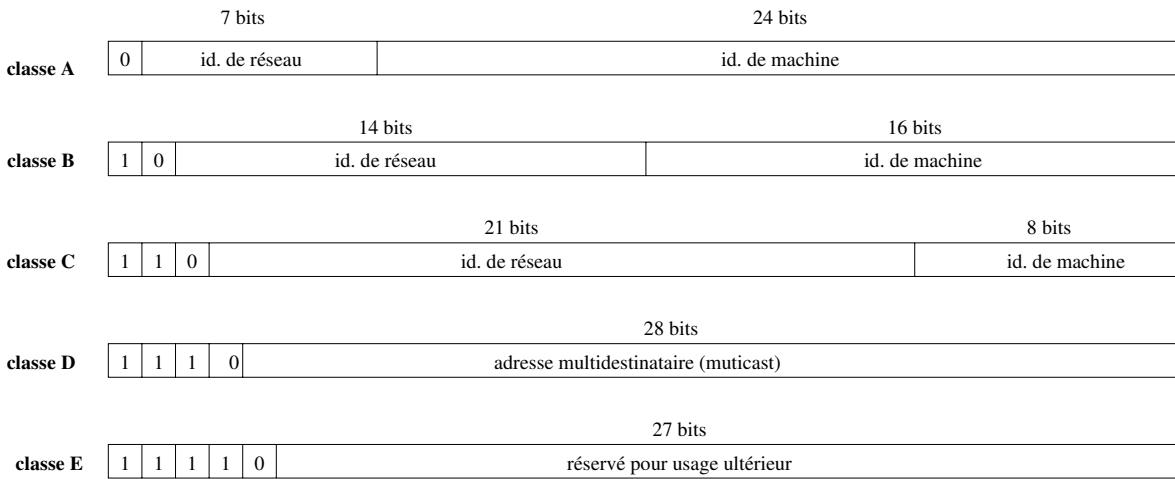 7 bits 24 bits
classe A 0 id. de réseau id. de machine
14 bits 16 bits
classe B 1 0 id. de réseau id. de machine
21 bits 8 bits
classe C 1 1 0 id. de réseau id. de machine
28 bits
classe D 1 1 1 0 adresse multidestinataire (muticast)
27 bits
classe E 1 1 1 1 0 réservé pour usage ultérieur